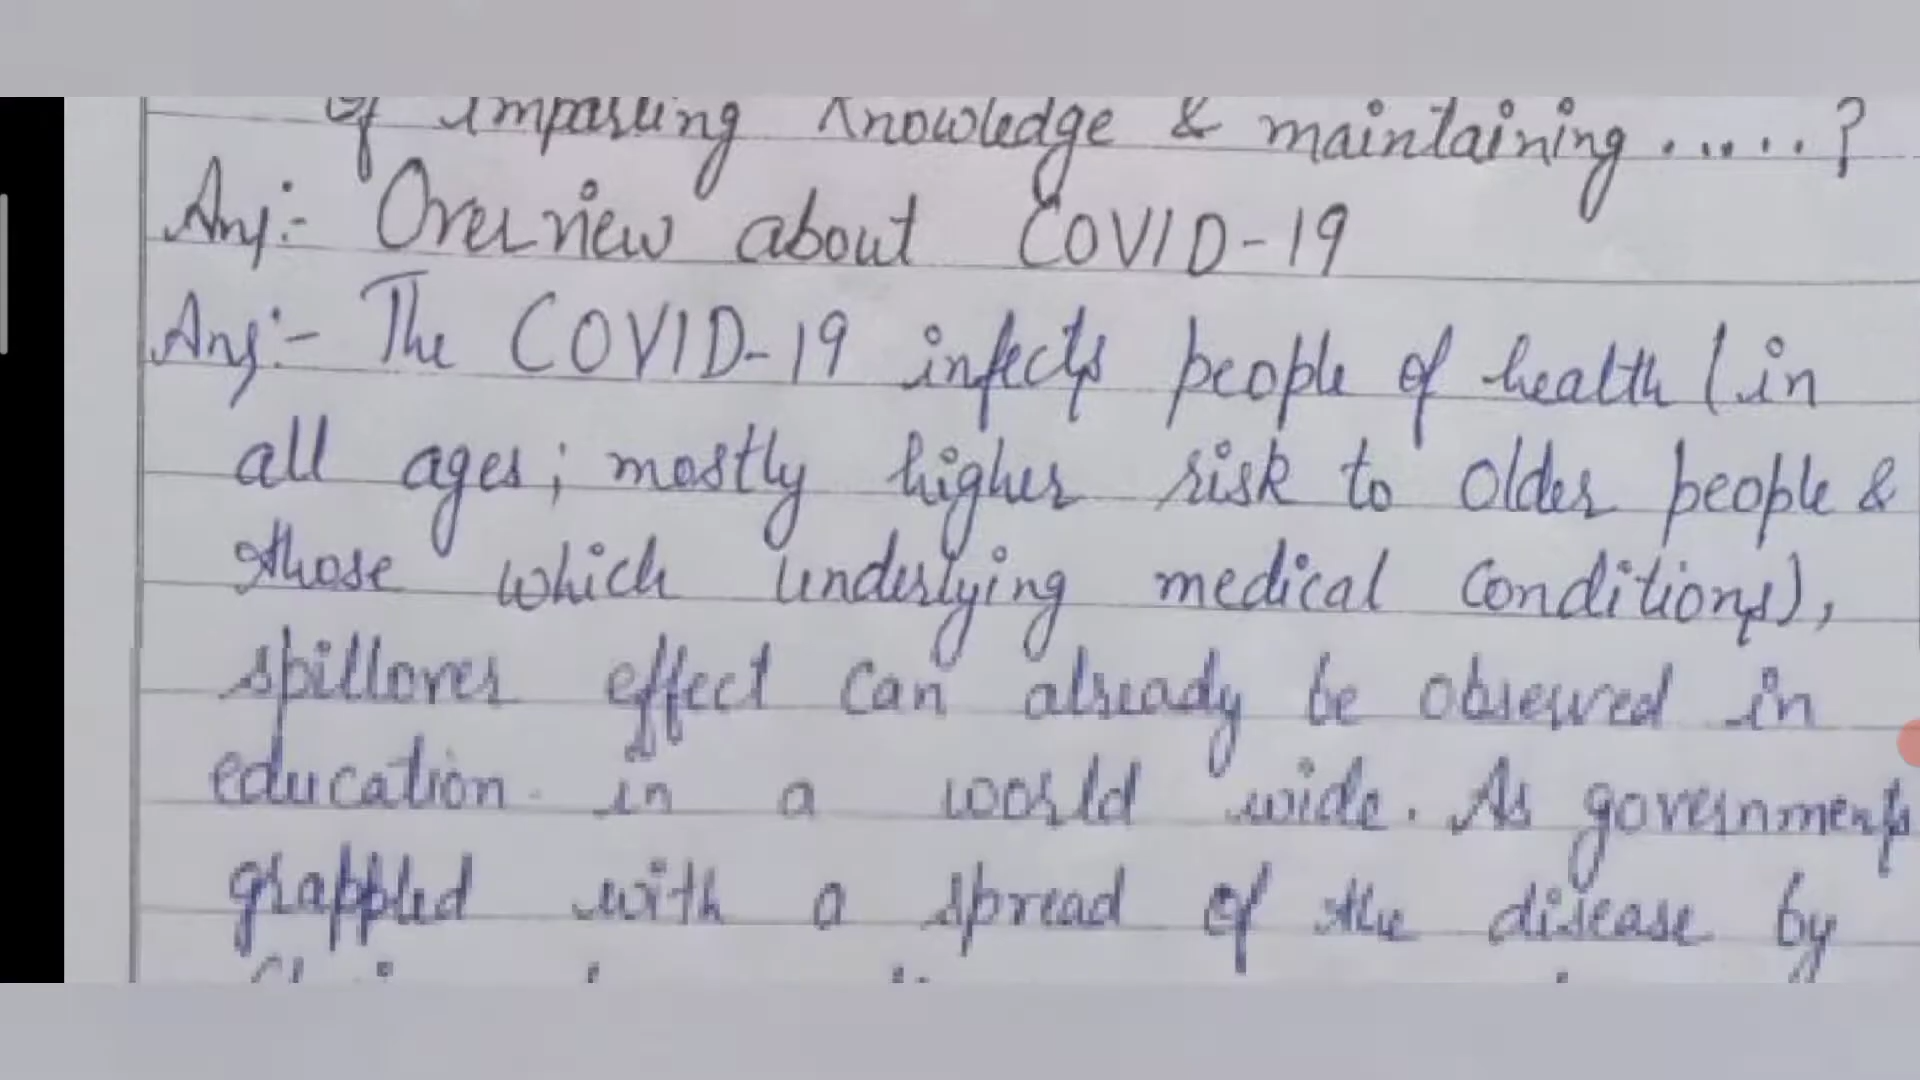 of imparting knowledge & maintaining .....?
Ans:- Overview about COVID-19
Ans:- The COVID-19 infects people of health (in
all ages; mostly higher risk to older people &
those which underlying medical conditions),
spillover effect can already be observed in
education in a world wide. As governments
grappled with a spread of the disease by